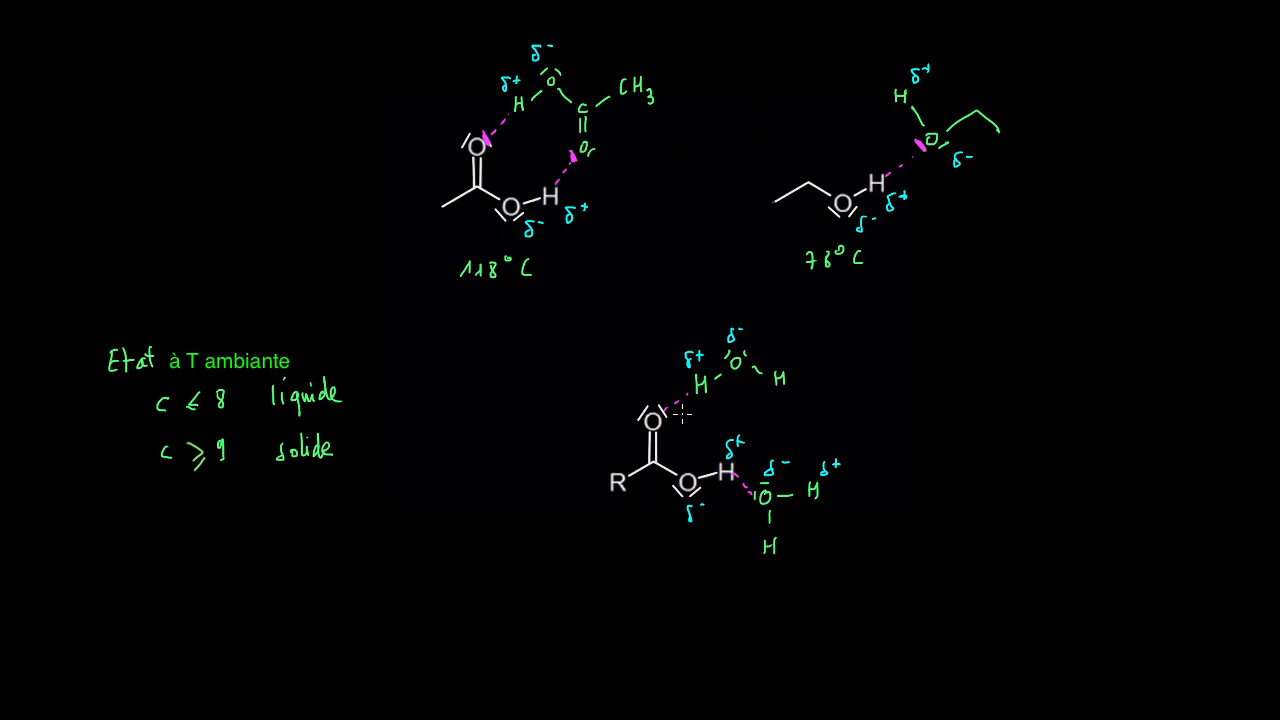 δ-
δ+ O CH3
H C
O O
O H
δ- δ+
118°C
δ+
H
O
δ-
H
O δ+
δ-
78°C
Etat à T ambiante
C ≤ 8 liquide
C ≥ 9 solide
δ-
δ+ O
H H
O
δ+
H δ- δ+
R O O H
δ-
H